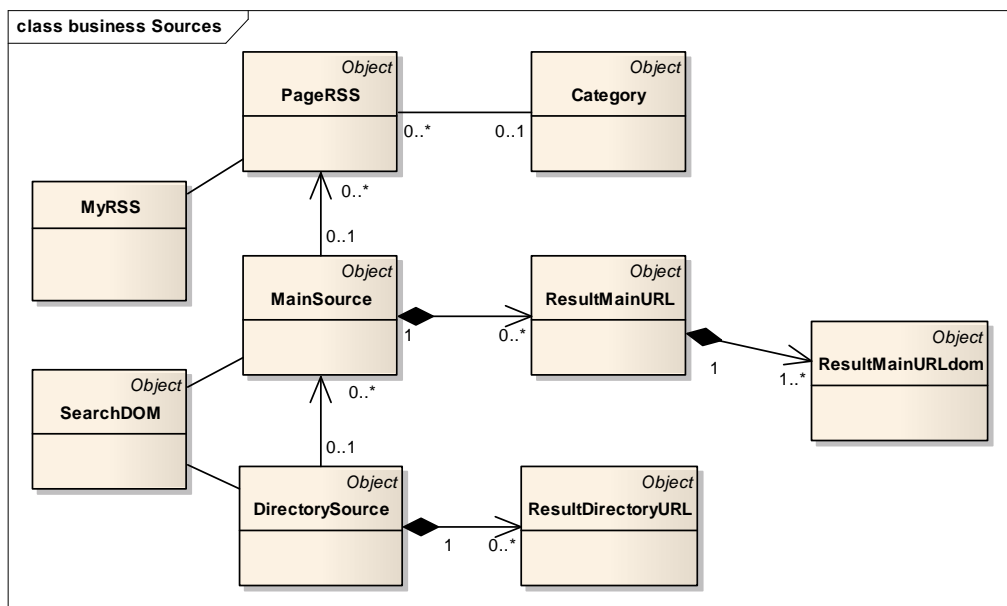 class business Sources
Object
PageRSS
Object
Category
0..*
0..1
MyRSS
0..*
0..1
Object
MainSource
Object
ResultMainURL
1
0..*
Object
ResultMainURLdom
1
1..*
Object
SearchDOM
0..*
0..1
Object
DirectorySource
Object
ResultDirectoryURL
1
0..*